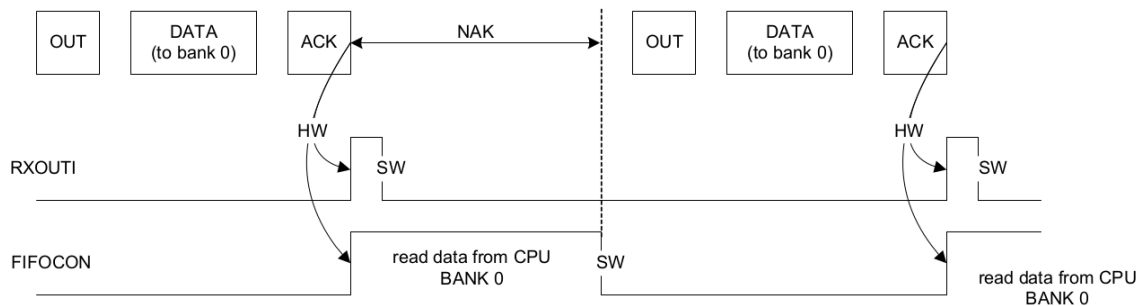 OUT
DATA
(to bank 0)
ACK
NAK
OUT
DATA
(to bank 0)
ACK
HW
HW
RXOUTI
SW
SW
FIFOCON
read data from CPU
BANK 0
SW
read data from CPU
BANK 0